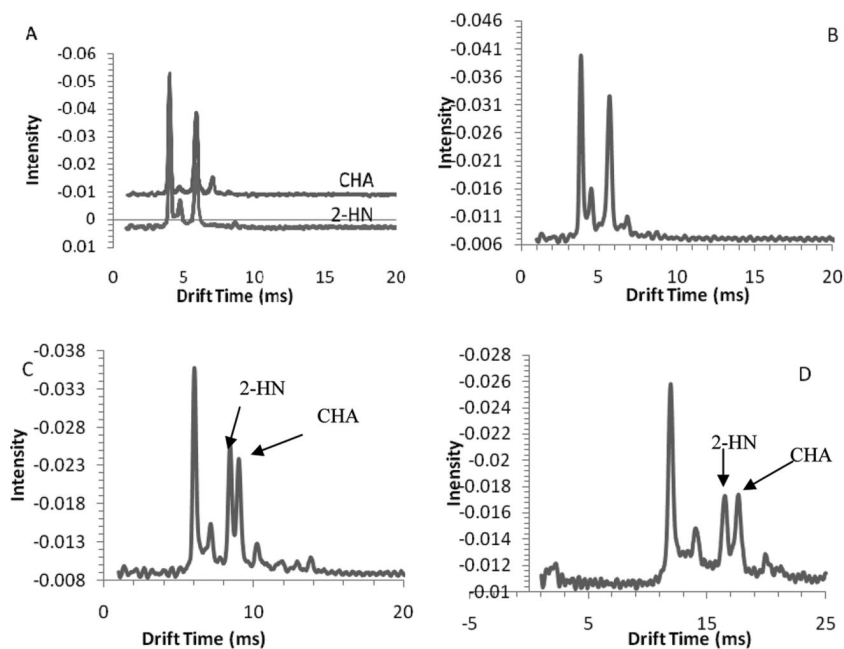 A
-0.06
-0.05
-0.04
-0.03
-0.02
-0.01
0
0.01
Intensity
CHA
2-HN
0 5 10 15 20
Drift Time (ms)
B
-0.046
-0.041
-0.036
-0.031
-0.026
-0.021
-0.016
-0.011
-0.006
Intensity
0 5 10 15 20
Drift Time (ms)
C
-0.038
-0.033
-0.028
-0.023
-0.018
-0.013
-0.008
Intensity
2-HN
CHA
0 10 20
Drift Time (ms)
D
-0.028
-0.026
-0.024
-0.022
-0.02
-0.018
-0.016
-0.014
-0.012
-0.01
Inensity
2-HN
CHA
-5 5 15 25
Drift Time (ms)